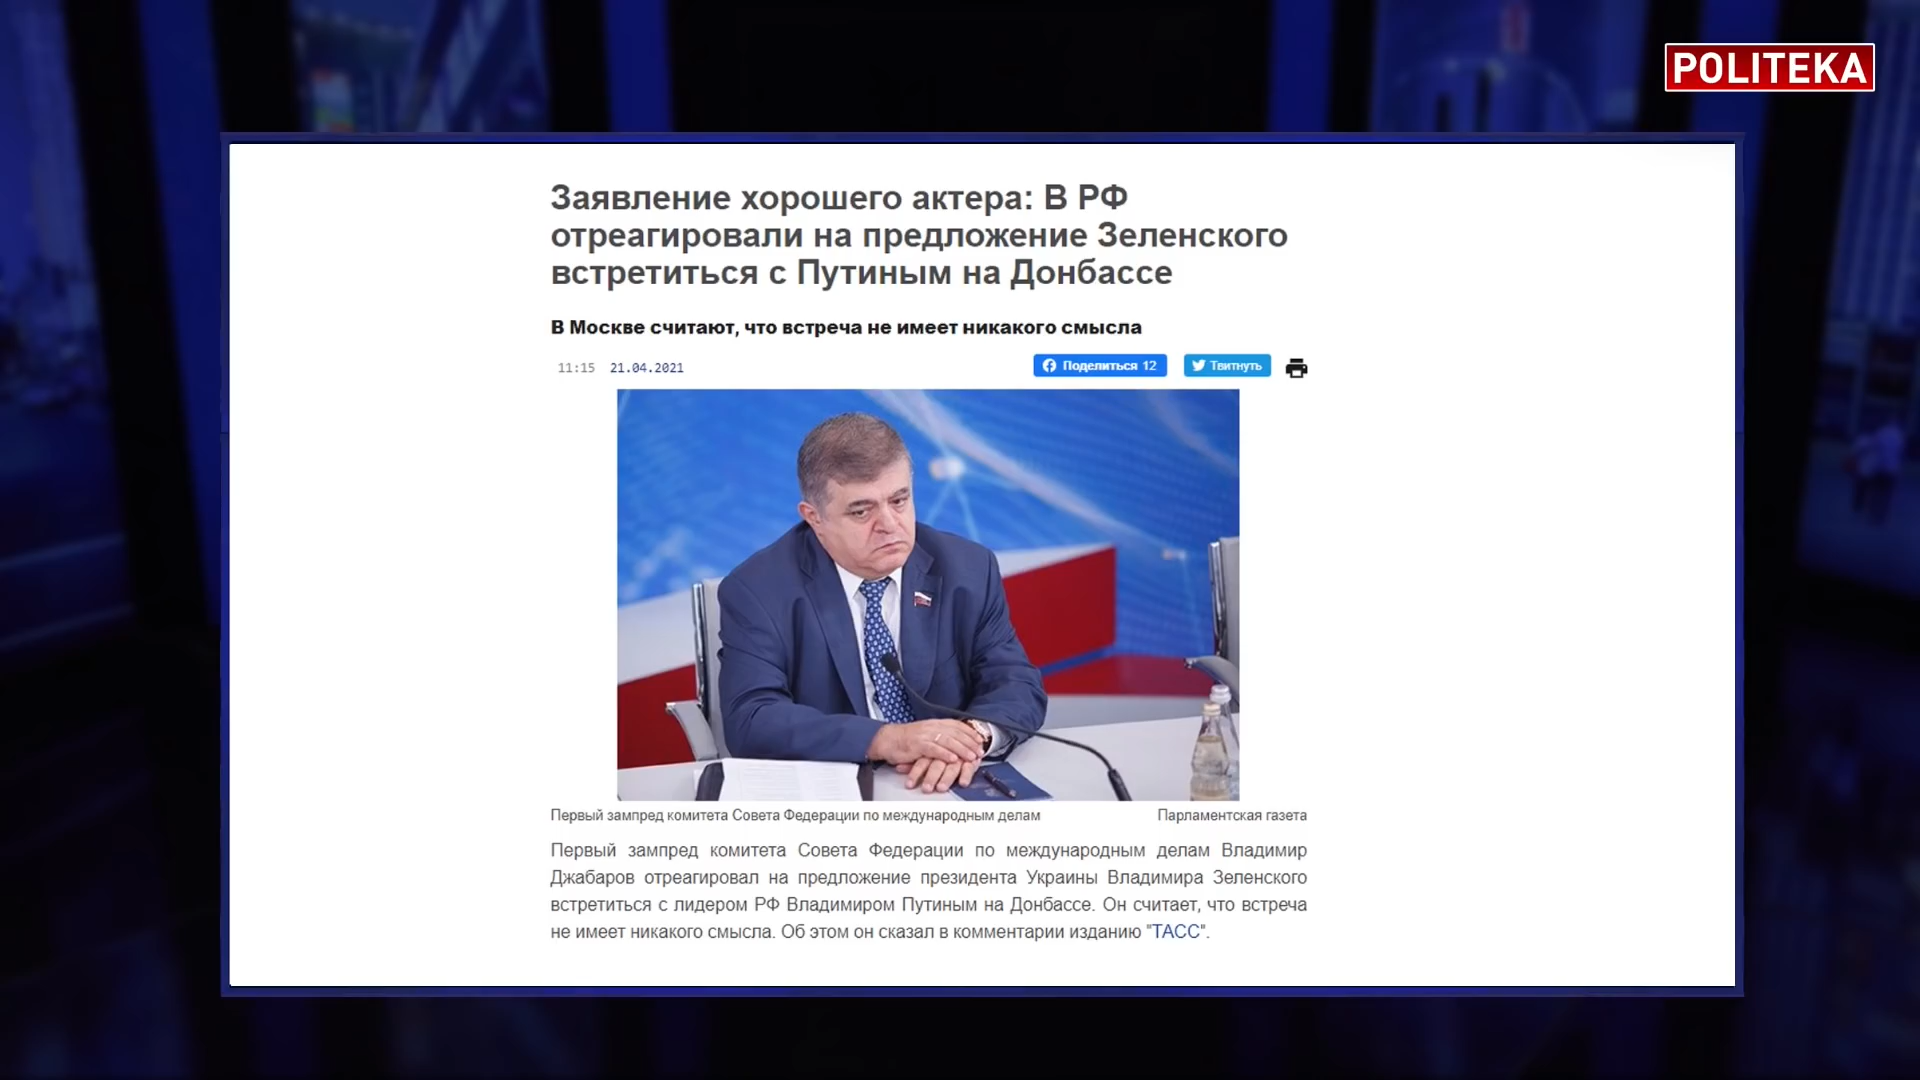 POLITEKA
Заявление хорошего актера: В РФ
отреагировали на предложение Зеленского
встретиться с Путиным на Донбассе
В Москве считают, что встреча не имеет никакого смысла
11:15 21.04.2021 Поделиться 12 Твитнуть
Первый зампред комитета Совета Федерации по международным делам Парламентская газета
Первый зампред комитета Совета Федерации по международным делам Владимир
Джабаров отреагировал на предложение президента Украины Владимира Зеленского
встретиться с лидером РФ Владимиром Путиным на Донбассе. Он считает, что встреча
не имеет никакого смысла. Об этом он сказал в комментарии изданию "ТАСС".